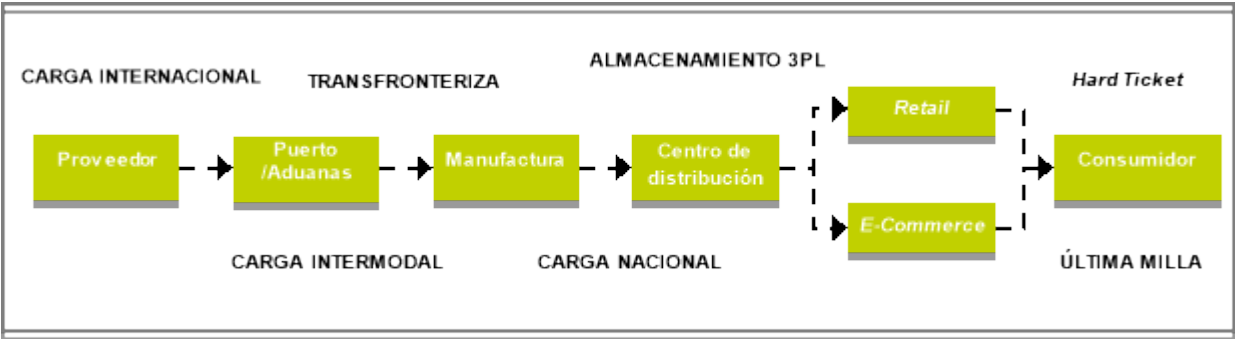 CARGA INTERNACIONAL
TRANSFRONTERIZA
ALMACENAMIENTO 3PL
Hard Ticket
Proveedor
Puerto
/Aduanas
Manufactura
Centro de
distribución
Retail
E-Commerce
Consumidor
CARGA INTERMODAL
CARGA NACIONAL
ÚLTIMA MILLA